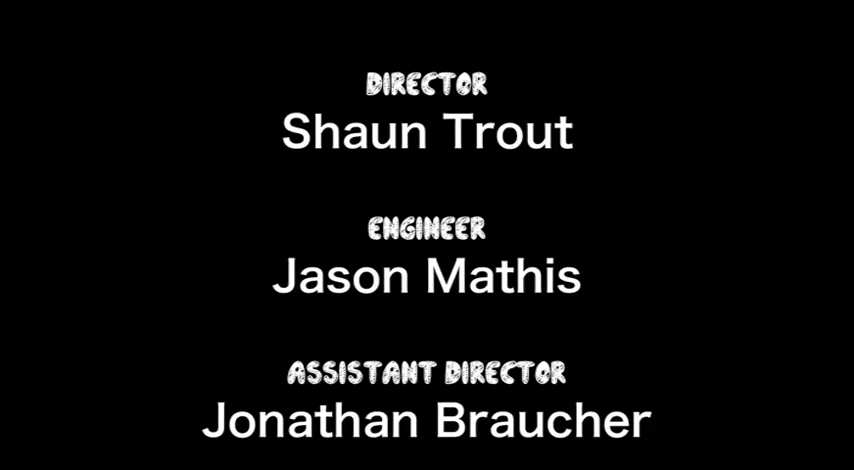 DIRECTOR
Shaun Trout
ENGINEER
Jason Mathis
ASSISTANT DIRECTOR
Jonathan Braucher